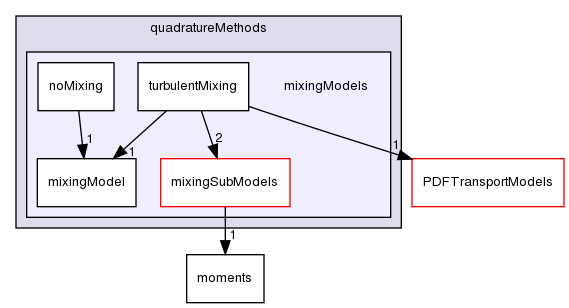 quadratureMethods
noMixing
turbulentMixing
mixingModels
1
1
2
1
mixingModel
mixingSubModels
PDFTransportModels
1
moments